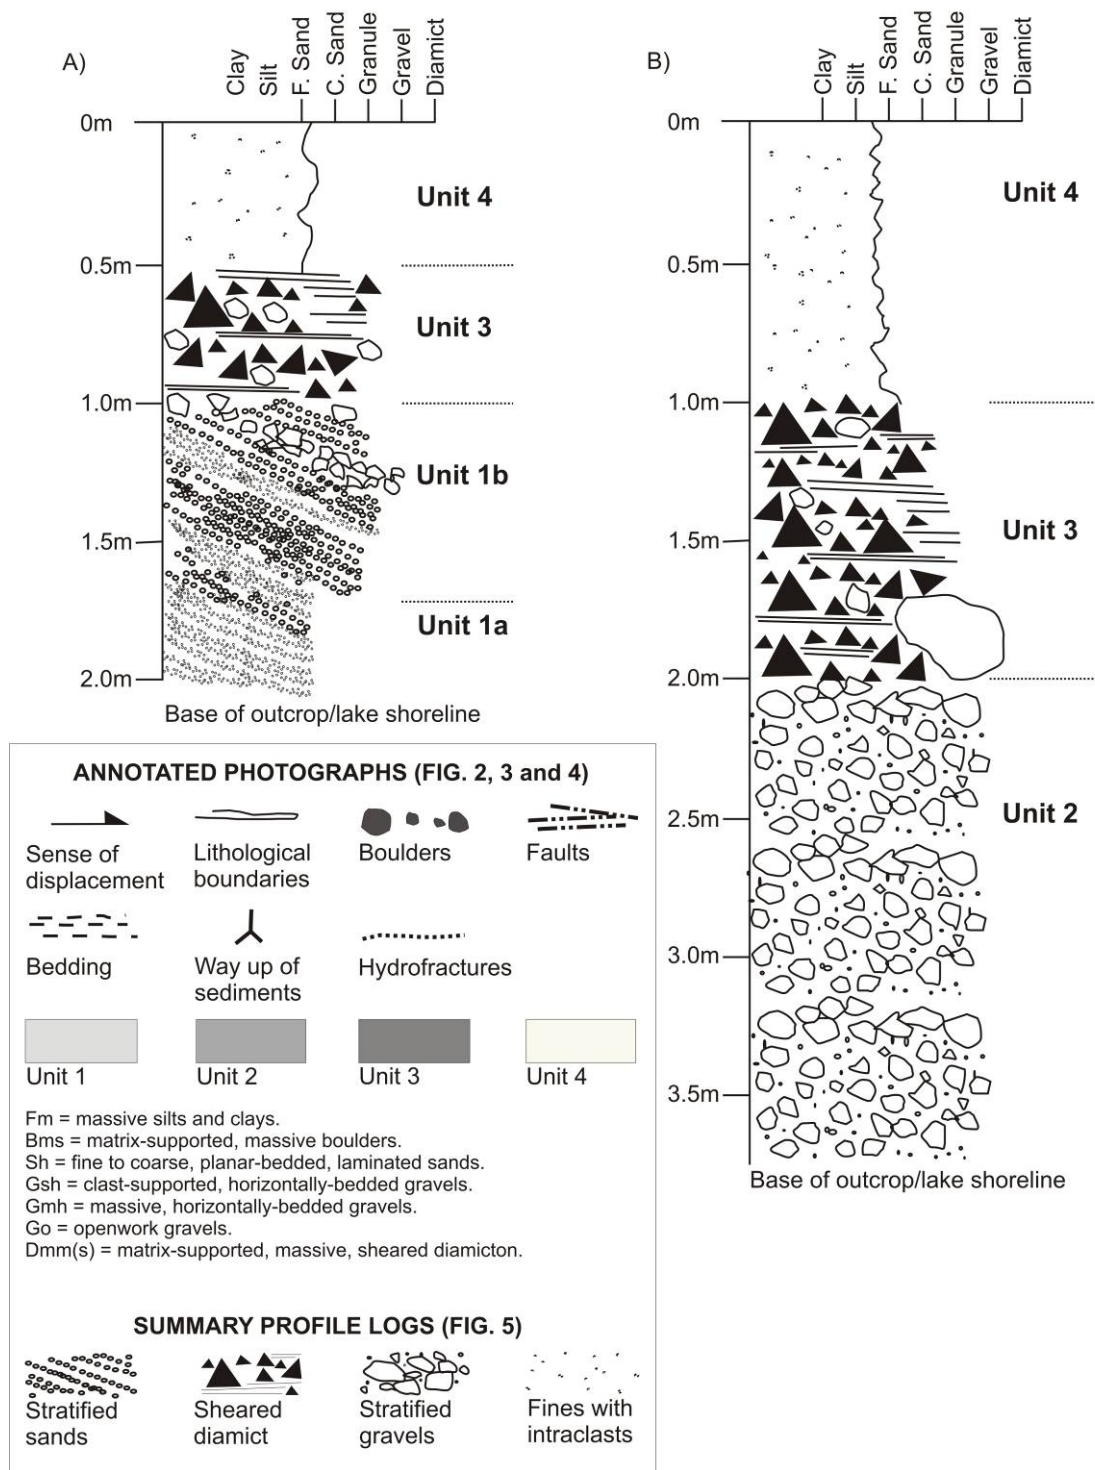 A)
Clay
Silt
F. Sand
C. Sand
Granule
Gravel
Diamict
0m
0.5m
1.0m
1.5m
2.0m
Unit 4
Unit 3
Unit 1b
Unit 1a
Base of outcrop/lake shoreline
B)
Clay
Silt
F. Sand
C. Sand
Granule
Gravel
Diamict
0m
0.5m
1.0m
1.5m
2.0m
2.5m
3.0m
3.5m
Unit 4
Unit 3
Unit 2
Base of outcrop/lake shoreline
ANNOTATED PHOTOGRAPHS (FIG. 2, 3 and 4)
Sense of
displacement
Lithological
boundaries
Boulders
Faults
Bedding
Way up of
sediments
Hydrofractures
Unit 1
Unit 2
Unit 3
Unit 4
Fm = massive silts and clays.
Bms = matrix-supported, massive boulders.
Sh = fine to coarse, planar-bedded, laminated sands.
Gsh = clast-supported, horizontally-bedded gravels.
Gmh = massive, horizontally-bedded gravels.
Go = openwork gravels.
Dmm(s) = matrix-supported, massive, sheared diamicton.
SUMMARY PROFILE LOGS (FIG. 5)
Stratified
sands
Sheared
diamict
Stratified
gravels
Fines with
intraclasts